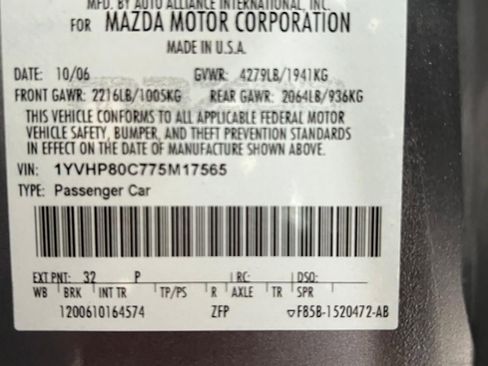 MFD. BY AUTO ALLIANCE INTERNATIONAL, INC.
FOR MAZDA MOTOR CORPORATION
MADE IN U.S.A.
DATE: 10/06 GVWR: 4279LB/1941KG
FRONT GAWR: 2216LB/1005KG REAR GAWR: 2064LB/936KG
THIS VEHICLE CONFORMS TO ALL APPLICABLE FEDERAL MOTOR
VEHICLE SAFETY, BUMPER, AND THEFT PREVENTION STANDARDS
IN EFFECT ON THE DATE OF MANUFACTURE SHOWN ABOVE.
VIN: 1YVHP80C775M17565
TYPE: Passenger Car
EXT PNT: 32 P RC: DSO:
WB BRK INT TR TP/PS R AXLE TR SPR
1200610164574 ZFP ▽F85B-1520472-AB